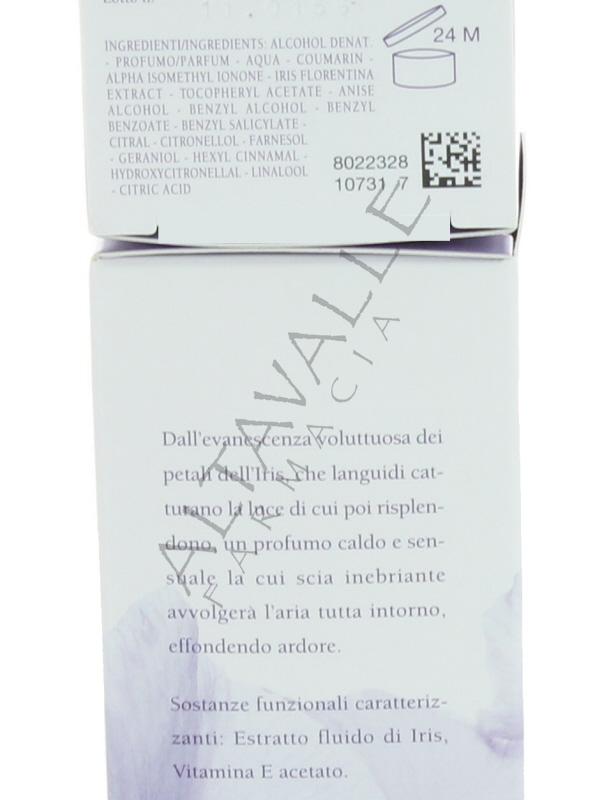 Lotto n.
24 M
INGREDIENTI/INGREDIENTS: ALCOHOL DENAT.
- PROFUMO/PARFUM - AQUA - COUMARIN -
ALPHA ISOMETHYL IONONE - IRIS FLORENTINA
EXTRACT - TOCOPHERYL ACETATE - ANISE
ALCOHOL - BENZYL ALCOHOL - BENZYL
BENZOATE - BENZYL SALICYLATE -
CITRAL - CITRONELLOL - FARNESOL
- GERANIOL - HEXYL CINNAMAL -
HYDROXYCITRONELLAL - LINALOOL
- CITRIC ACID
8022328
10731 7
ALTAVALLE
FARMACIA
Dall'evanescenza voluttuosa dei
petali dell'Iris, che languidi cat-
turano la luce di cui poi risplen-
dono, un profumo caldo e sen-
suale la cui scia inebriante
avvolgerà l'aria tutta intorno,
effondendo ardore.
Sostanze funzionali caratteriz-
zanti: Estratto fluido di Iris,
Vitamina E acetato.